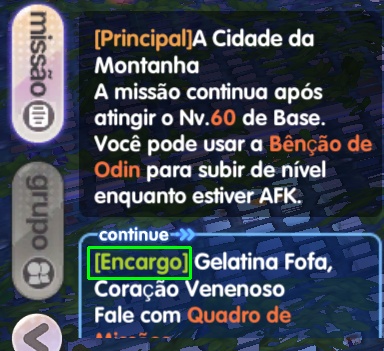 missão
grupo
[Principal]A Cidade da
Montanha
A missão continua após
atingir o Nv.60 de Base.
Você pode usar a Bênção de
Odin para subir de nível
enquanto estiver AFK.
continue
[Encargo] Gelatina Fofa,
Coração Venenoso
Fale com Quadro de